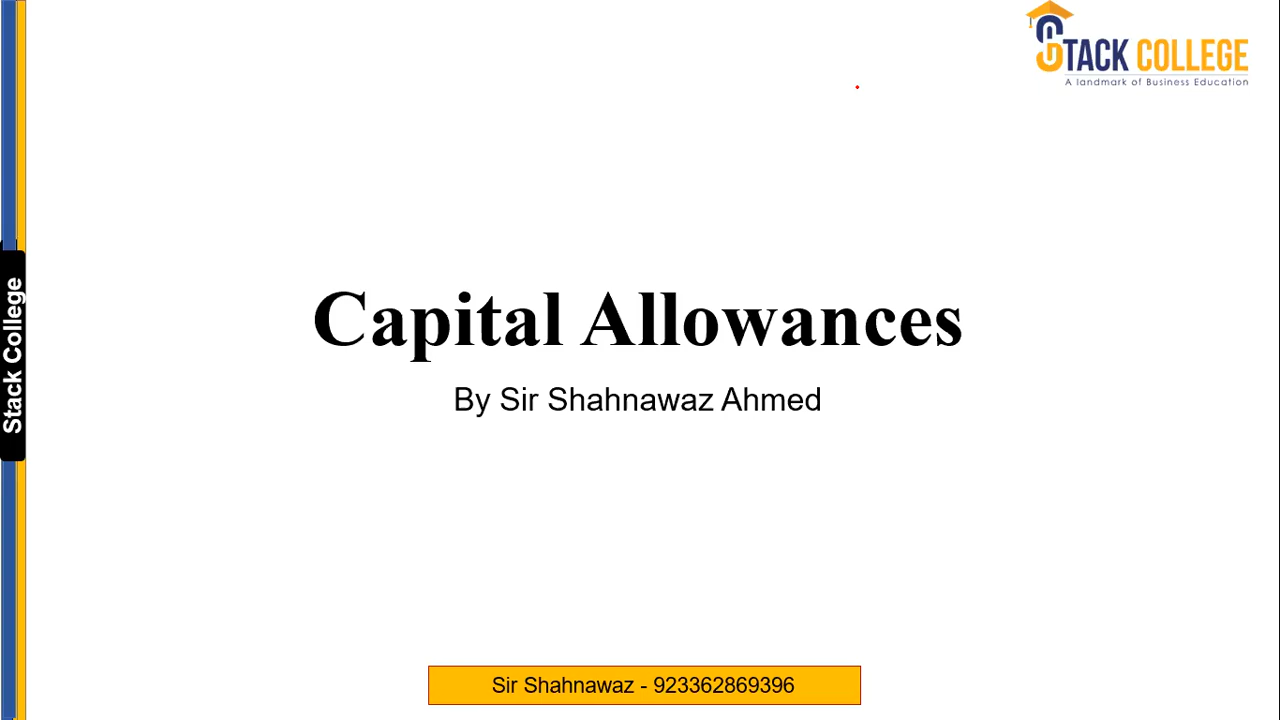 STACK COLLEGE
A landmark of Business Education
Stack College
Capital Allowances
By Sir Shahnawaz Ahmed
Sir Shahnawaz - 923362869396